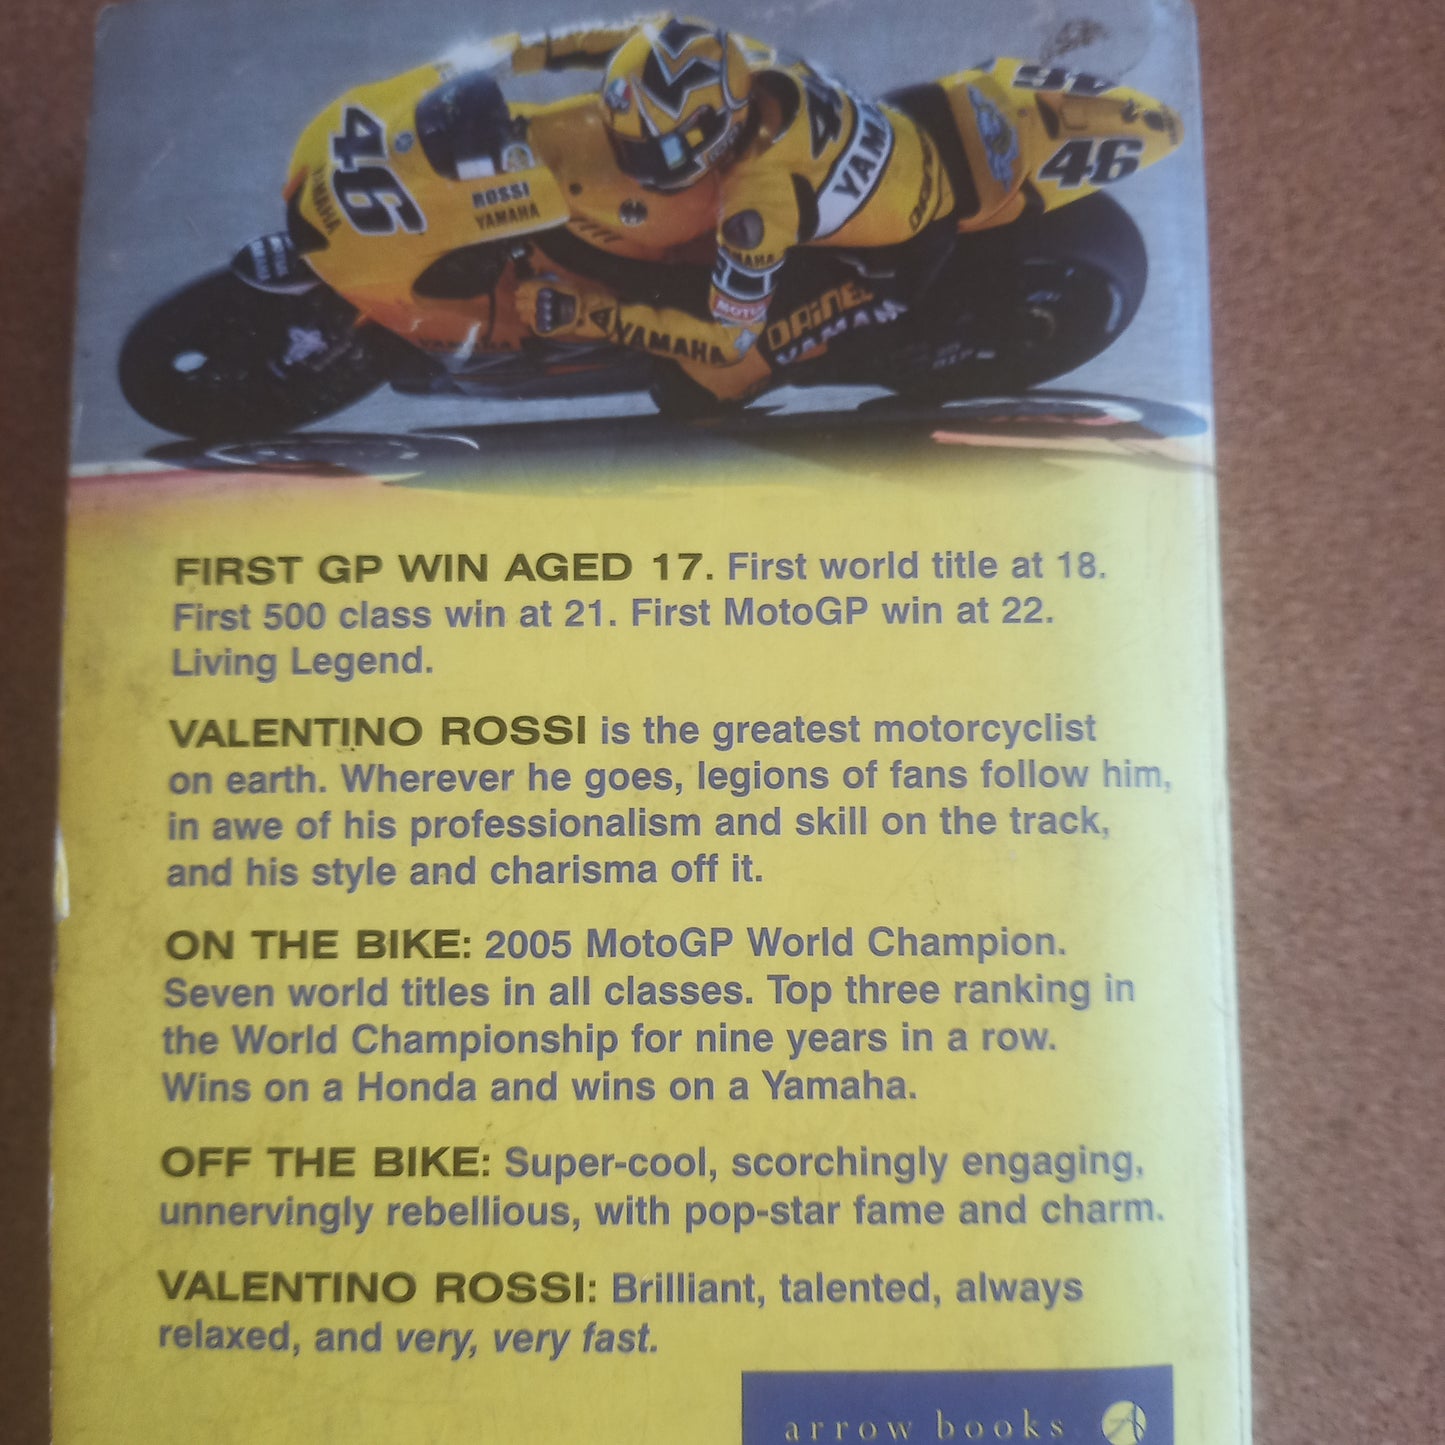 46
YAMAHA
ROSSI
YAMAHA
46
YAMAHA
46
YAMAHA
YAMAHA
FIRST GP WIN AGED 17. First world title at 18.
First 500 class win at 21. First MotoGP win at 22.
Living Legend.
VALENTINO ROSSI is the greatest motorcyclist
on earth. Wherever he goes, legions of fans follow him,
in awe of his professionalism and skill on the track,
and his style and charisma off it.
ON THE BIKE: 2005 MotoGP World Champion.
Seven world titles in all classes. Top three ranking in
the World Championship for nine years in a row.
Wins on a Honda and wins on a Yamaha.
OFF THE BIKE: Super-cool, scorchingly engaging,
unnervingly rebellious, with pop-star fame and charm.
VALENTINO ROSSI: Brilliant, talented, always
relaxed, and very, very fast.
arrow books